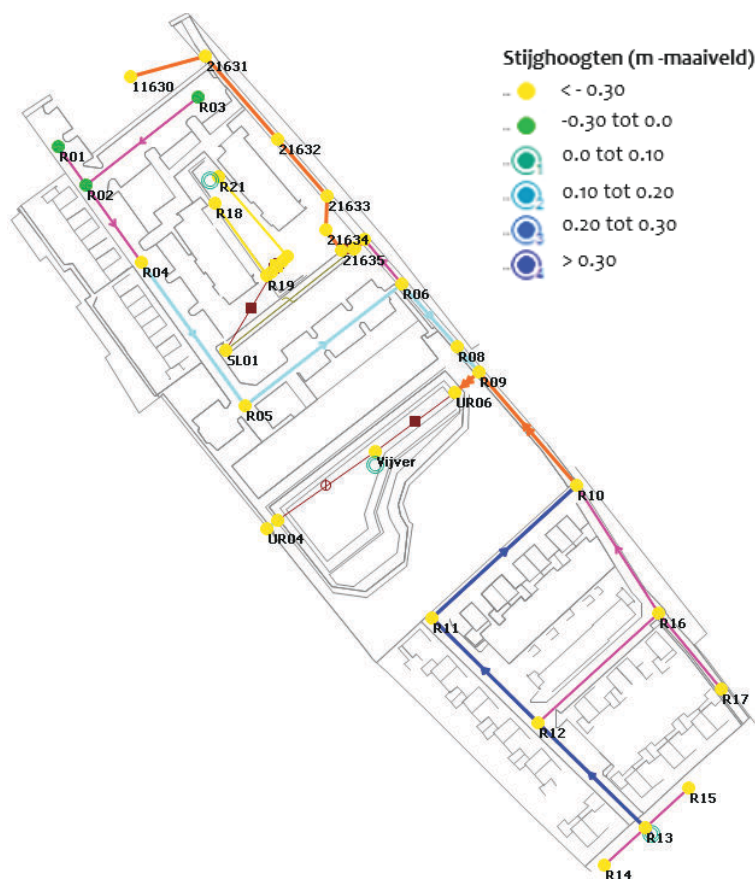 Stijghoogten (m -maaiveld)
< - 0.30
-0.30 tot 0.0
0.0 tot 0.10
0.10 tot 0.20
0.20 tot 0.30
> 0.30
21631
11630
R03
21632
R01
R02
R21
R18
21633
21634
21635
R04
R19
R06
SL01
R08
R09
R05
UR06
Vijver
UR04
R10
R11
R16
R17
R12
R15
R13
R14